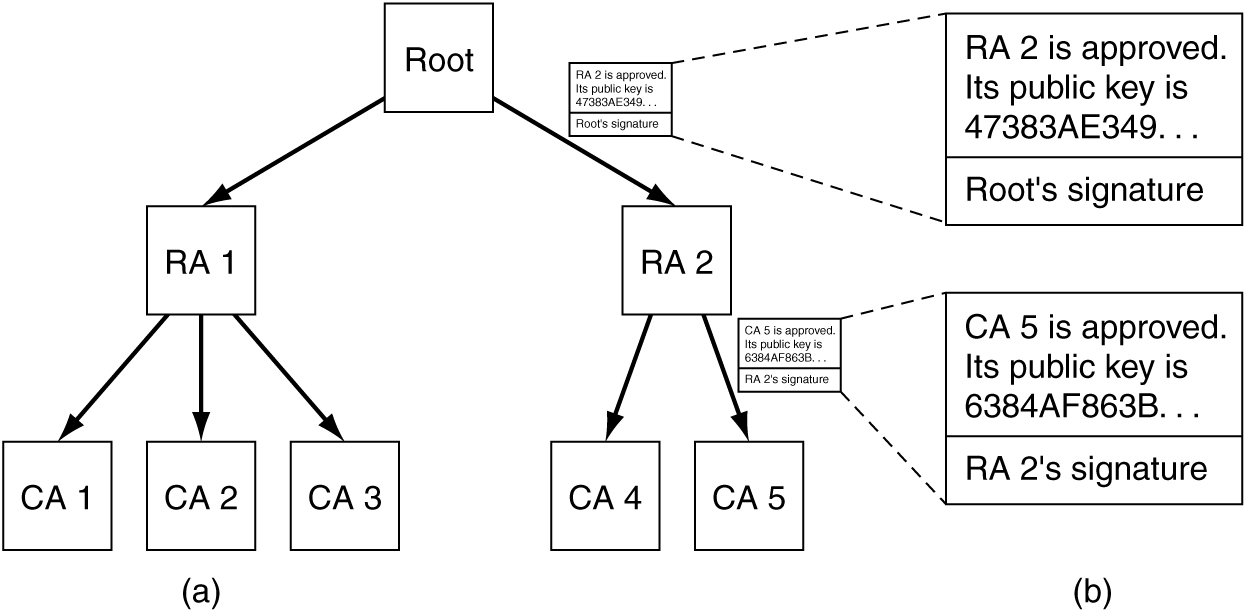 Root
RA 2 is approved.
Its public key is
47383AE349. . .
Root's signature
RA 2 is approved.
Its public key is
47383AE349. . .
Root's signature
RA 1
RA 2
CA 5 is approved.
Its public key is
6384AF863B. . .
RA 2's signature
CA 5 is approved.
Its public key is
6384AF863B. . .
RA 2's signature
CA 1
CA 2
CA 3
CA 4
CA 5
(a)
(b)